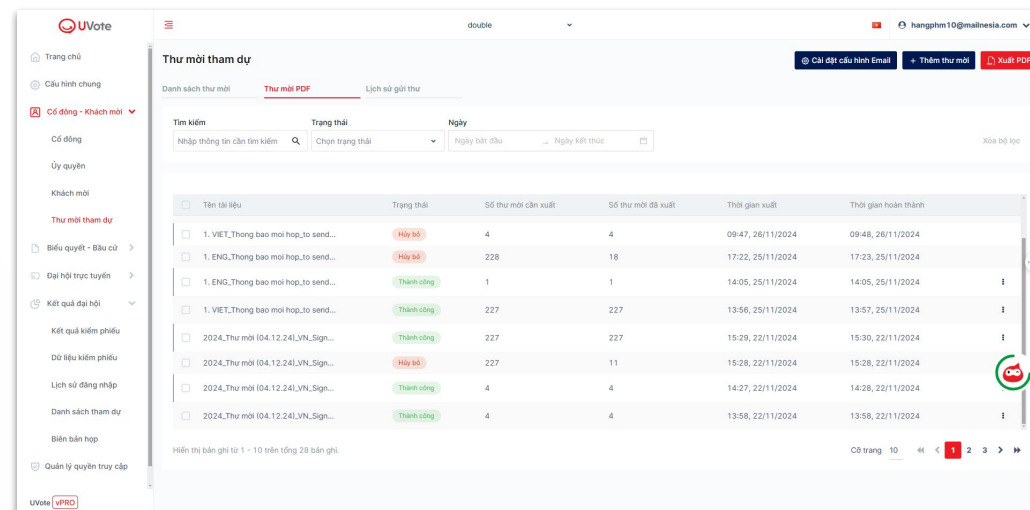 UVote
double
hangphm10@mailnesia.com
Trang chủ
Cấu hình chung
Cổ đông - Khách mời
Cổ đông
Ủy quyền
Khách mời
Thư mời tham dự
Biểu quyết - Bầu cử
Đại hội trực tuyến
Kết quả đại hội
Kết quả kiểm phiếu
Dữ liệu kiểm phiếu
Lịch sử đăng nhập
Danh sách tham dự
Biên bản họp
Quản lý quyền truy cập
UVote vPRO
Thư mời tham dự
Cài đặt cấu hình Email
+ Thêm thư mời
Xuất PDF
Danh sách thư mời Thư mời PDF Lịch sử gửi thư
Tìm kiếm Trạng thái Ngày
Nhập thông tin cần tìm kiếm Chọn trạng thái Ngày bắt đầu Ngày kết thúc Xóa bộ lọc
Tên tài liệu Trạng thái Số thư mời cần xuất Số thư mời đã xuất Thời gian xuất Thời gian hoàn thành
1. VIET_Thong bao moi hop_to send... Hủy bỏ 4 4 09:47, 26/11/2024 09:48, 26/11/2024
1. ENG_Thong bao moi hop_to send... Hủy bỏ 228 18 17:22, 25/11/2024 17:23, 25/11/2024
1. ENG_Thong bao moi hop_to send... Thành công 1 1 14:05, 25/11/2024 14:05, 25/11/2024
1. VIET_Thong bao moi hop_to send... Thành công 227 227 13:56, 25/11/2024 13:57, 25/11/2024
2024_Thư mời (04.12.24)_VN_Sign... Thành công 227 227 15:29, 22/11/2024 15:30, 22/11/2024
2024_Thư mời (04.12.24)_VN_Sign... Hủy bỏ 227 11 15:28, 22/11/2024 15:28, 22/11/2024
2024_Thư mời (04.12.24)_VN_Sign... Thành công 4 4 14:27, 22/11/2024 14:28, 22/11/2024
2024_Thư mời (04.12.24)_VN_Sign... Thành công 4 4 13:58, 22/11/2024 13:58, 22/11/2024
Hiển thị bản ghi từ 1 - 10 trên tổng 28 bản ghi.
Cỡ trang 10 1 2 3